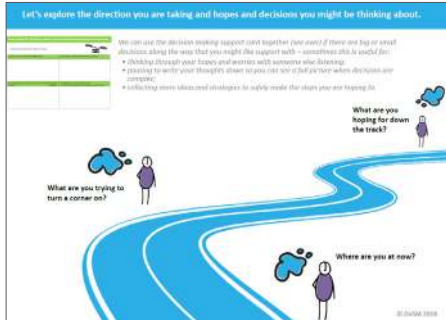 Let's explore the direction you are taking and hopes and decisions you might be thinking about.
We can use the decision making support card together (see over) if there are big or small
decisions along the way that you might like support with – sometimes this is useful for:
• thinking through your hopes and worries with someone else listening;
• pausing to write your thoughts down so you can see a full picture when decisions are
complex;
• collecting more ideas and strategies to safely make the steps you are hoping to.
What are you
hoping for down
the track?
What are you trying to
turn a corner on?
Where are you at now?